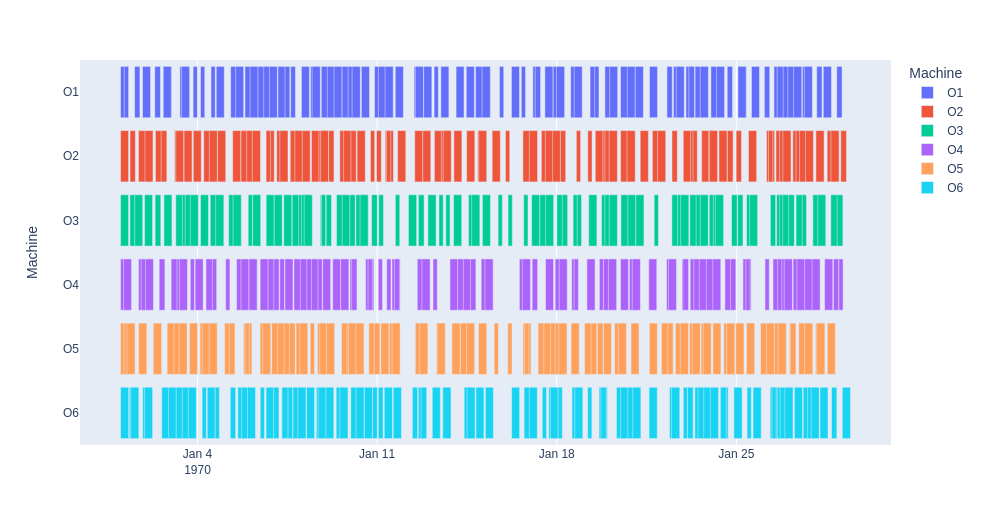 Machine
O1
O2
O3
O4
O5
O6
Jan 4
1970
Jan 11
Jan 18
Jan 25
Machine
O1
O2
O3
O4
O5
O6